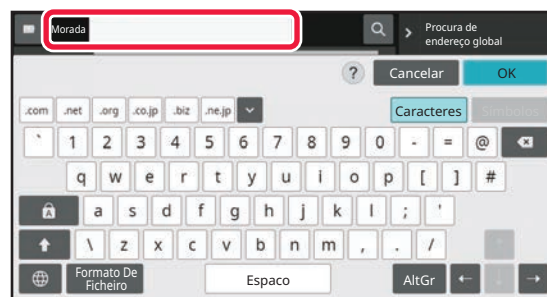 Morada
Procura de
endereço global
? Cancelar OK
.com .net .org .co.jp .biz .ne.jp Caracteres Símbolos
` 1 2 3 4 5 6 7 8 9 0 - = @
q w e r t y u i o p [ ] #
A a s d f g h j k l ; '
\ z x c v b n m , . /
Formato De
Ficheiro
Espaco AltGr